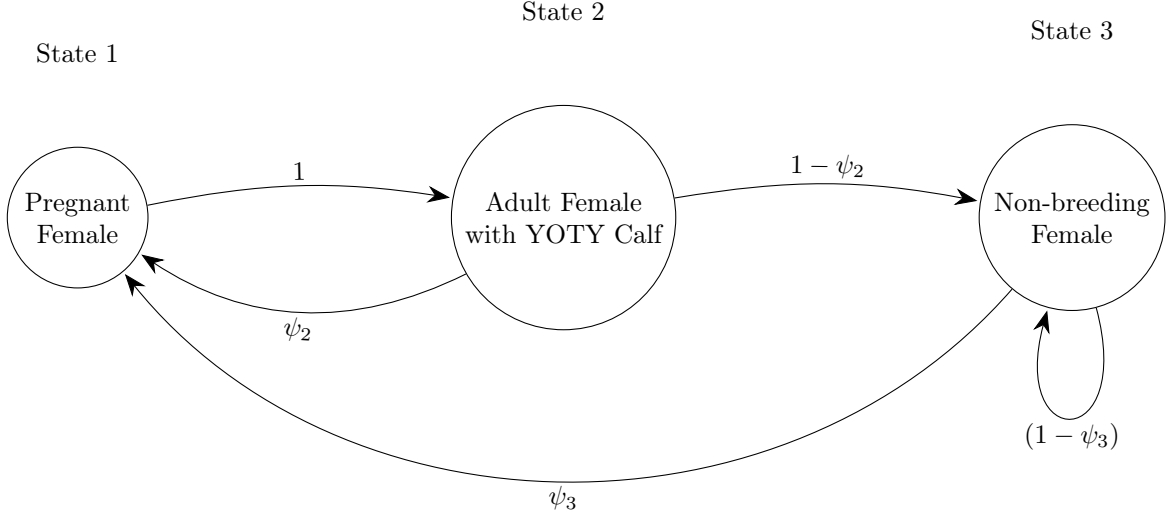 State 1
State 2
State 3
Pregnant
Female
1
Adult Female
with YOTY Calf
1 − ψ₂
Non-breeding
Female
ψ₂
(1 − ψ₃)
ψ₃